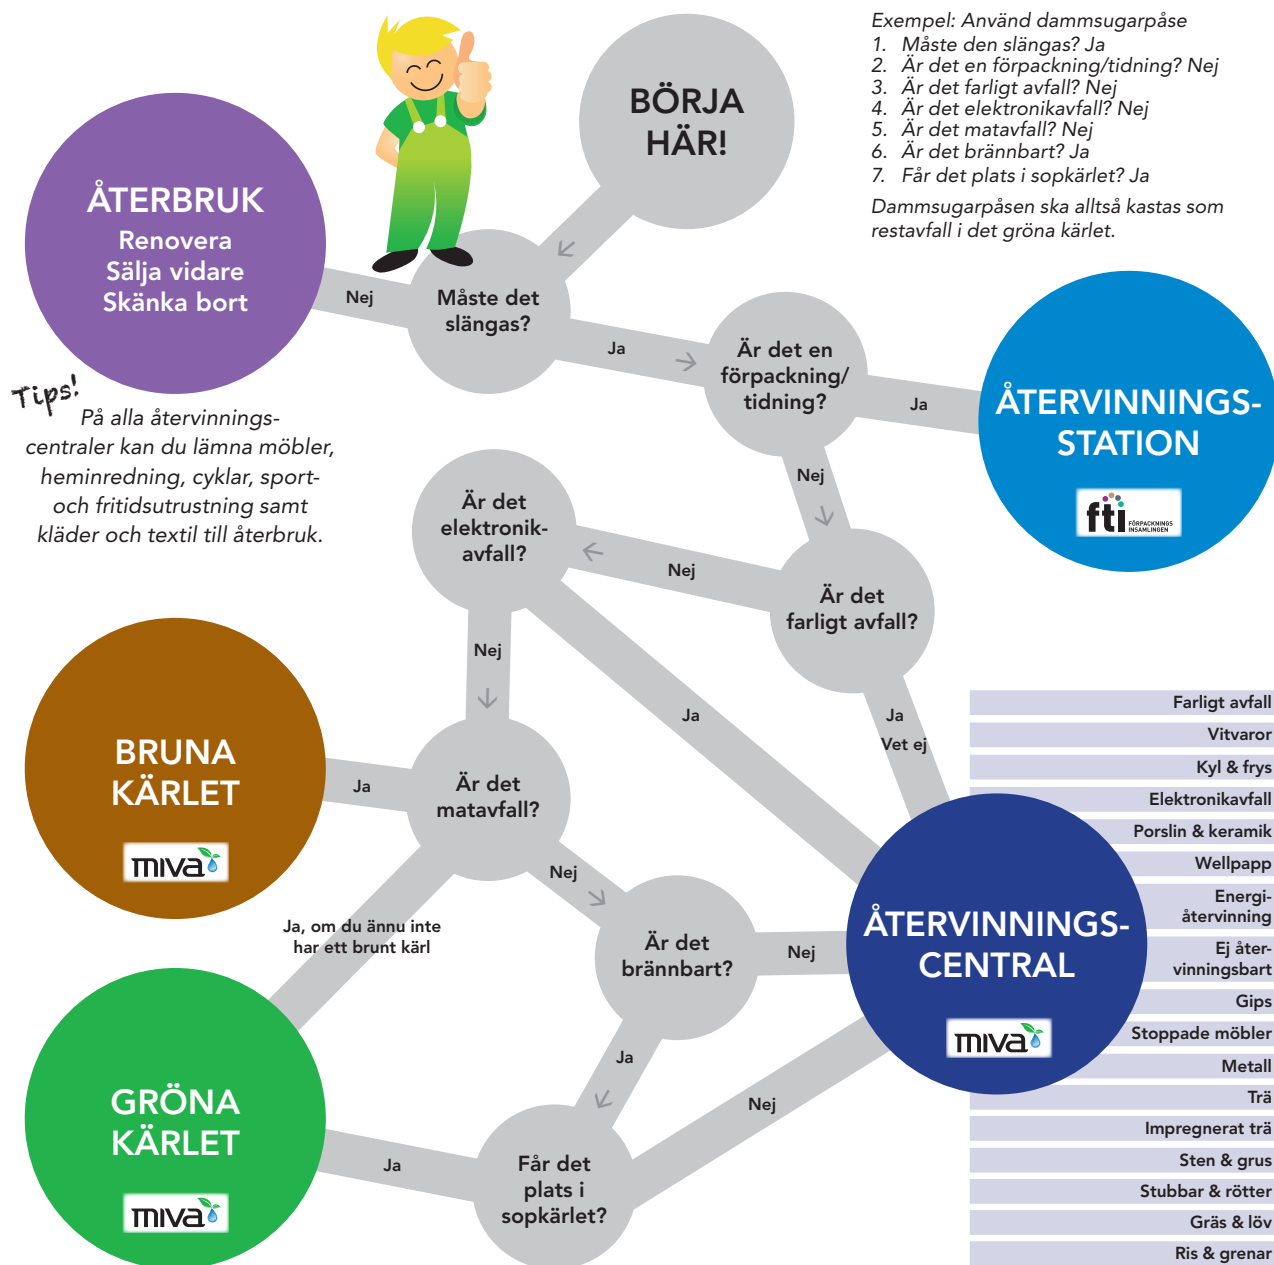 Exempel: Använd dammsugarpåse
1. Måste den slängas? Ja
2. Är det en förpackning/tidning? Nej
3. Är det farligt avfall? Nej
4. Är det elektronikavfall? Nej
5. Är det matavfall? Nej
6. Är det brännbart? Ja
7. Får det plats i sopkärlet? Ja
Dammsugarpåsen ska alltså kastas som
restavfall i det gröna kärlet.
BÖRJA
HÄR!
ÅTERBRUK
Renovera
Sälja vidare
Skänka bort
Nej
Måste det
slängas?
Ja
Är det en
förpackning/
tidning?
Ja
ÅTERVINNINGS-
STATION
fti FÖRPACKNINGS
INSAMLINGEN
Tips!
På alla återvinnings-
centraler kan du lämna möbler,
heminredning, cyklar, sport-
och fritidsutrustning samt
kläder och textil till återbruk.
Nej
Är det
elektronik-
avfall?
Nej
Är det
farligt avfall?
Nej
Ja
Ja
Vet ej
BRUNA
KÄRLET
miva
Ja
Är det
matavfall?
Nej
Ja, om du ännu inte
har ett brunt kärl
Är det
brännbart?
Nej
ÅTERVINNINGS-
CENTRAL
miva
Ja
Nej
GRÖNA
KÄRLET
miva
Ja
Får det
plats i
sopkärlet?
Farligt avfall
Vitvaror
Kyl & frys
Elektronikavfall
Porslin & keramik
Wellpapp
Energi-
återvinning
Ej åter-
vinningsbart
Gips
Stoppade möbler
Metall
Trä
Impregnerat trä
Sten & grus
Stubbar & rötter
Gräs & löv
Ris & grenar